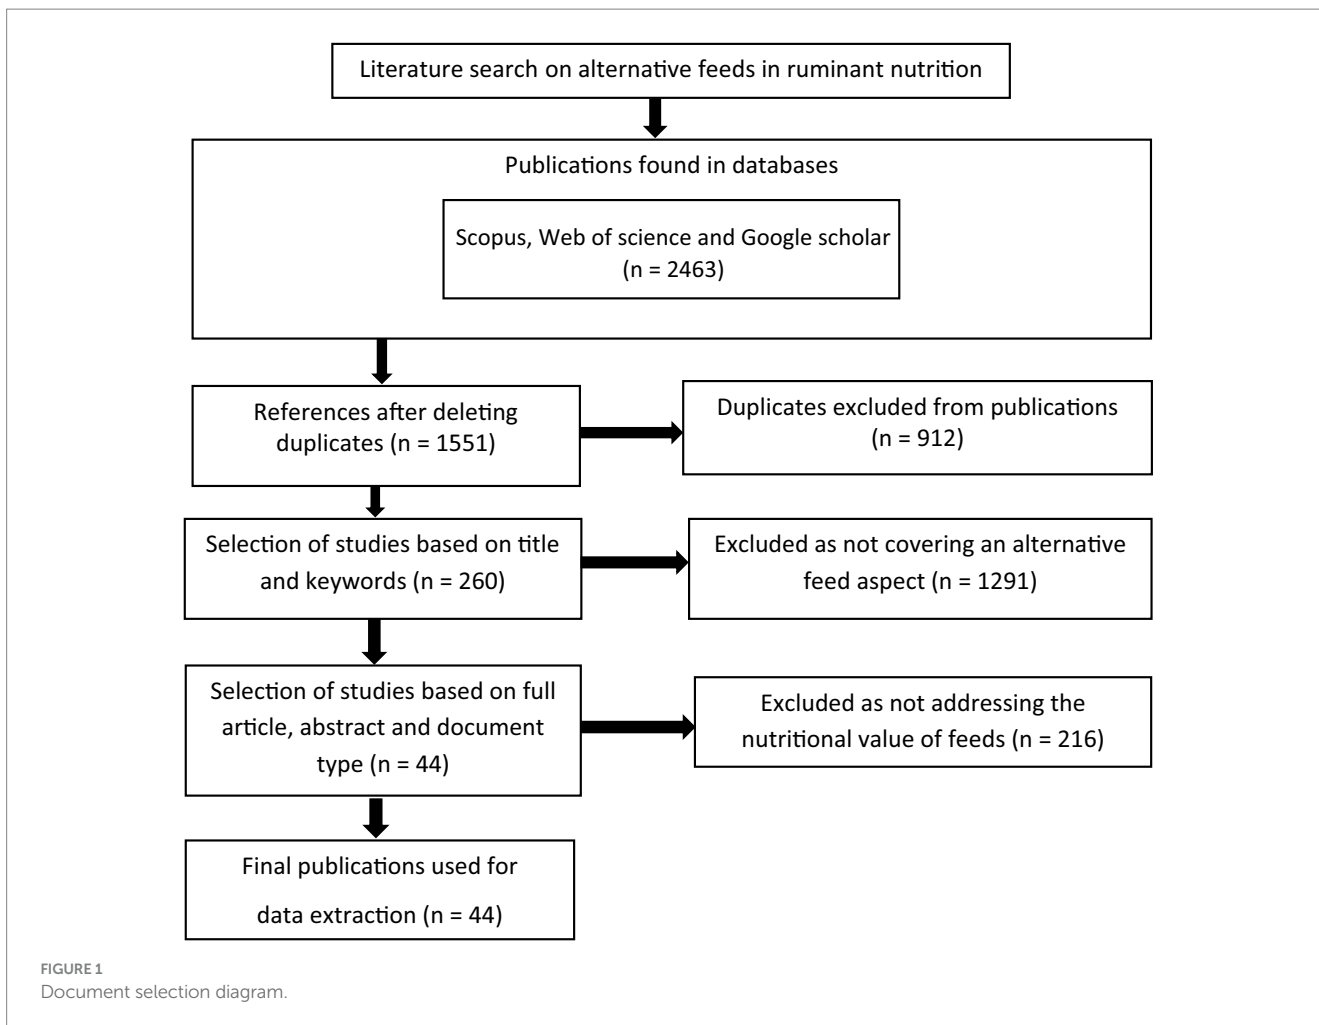 Literature search on alternative feeds in ruminant nutrition
Publications found in databases
Scopus, Web of science and Google scholar
(n = 2463)
References after deleting
duplicates (n = 1551)
Duplicates excluded from publications
(n = 912)
Selection of studies based on title
and keywords (n = 260)
Excluded as not covering an alternative
feed aspect (n = 1291)
Selection of studies based on full
article, abstract and document
type (n = 44)
Excluded as not addressing the
nutritional value of feeds (n = 216)
Final publications used for
data extraction (n = 44)
FIGURE 1
Document selection diagram.